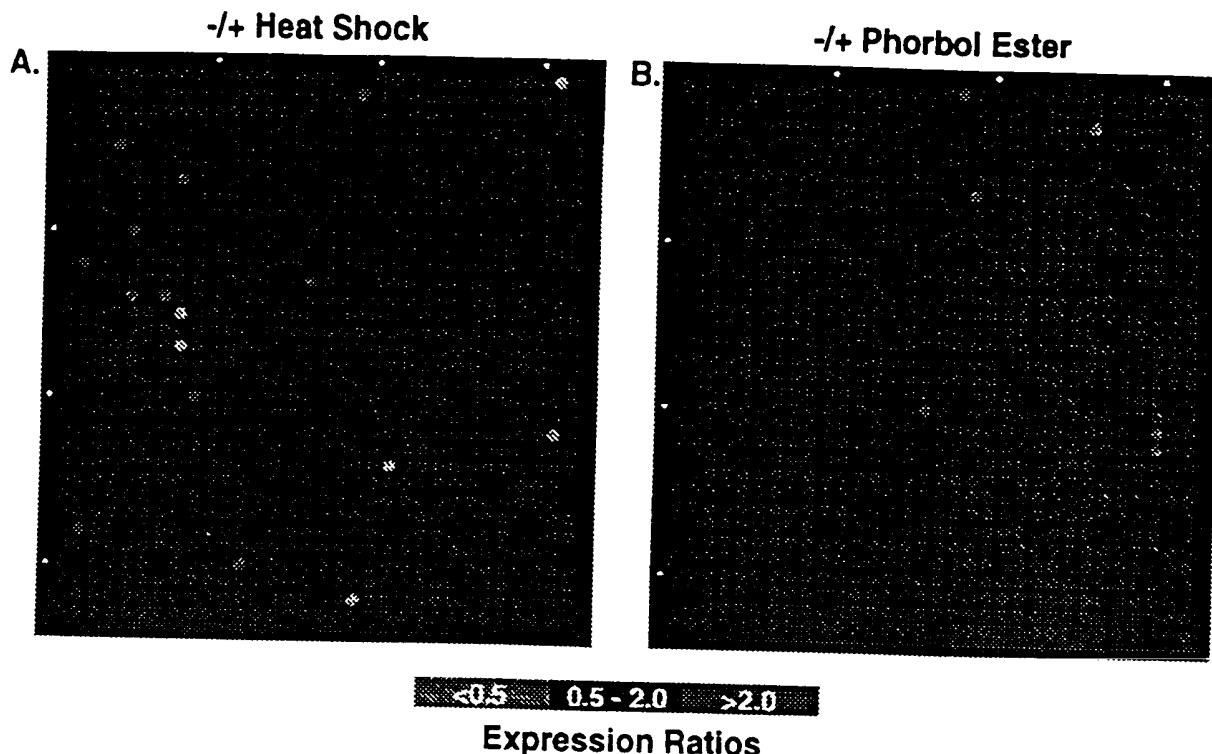 -/+ Heat Shock
-/+ Phorbol Ester
A.
B.
<0.5 0.5 - 2.0 >2.0
Expression Ratios